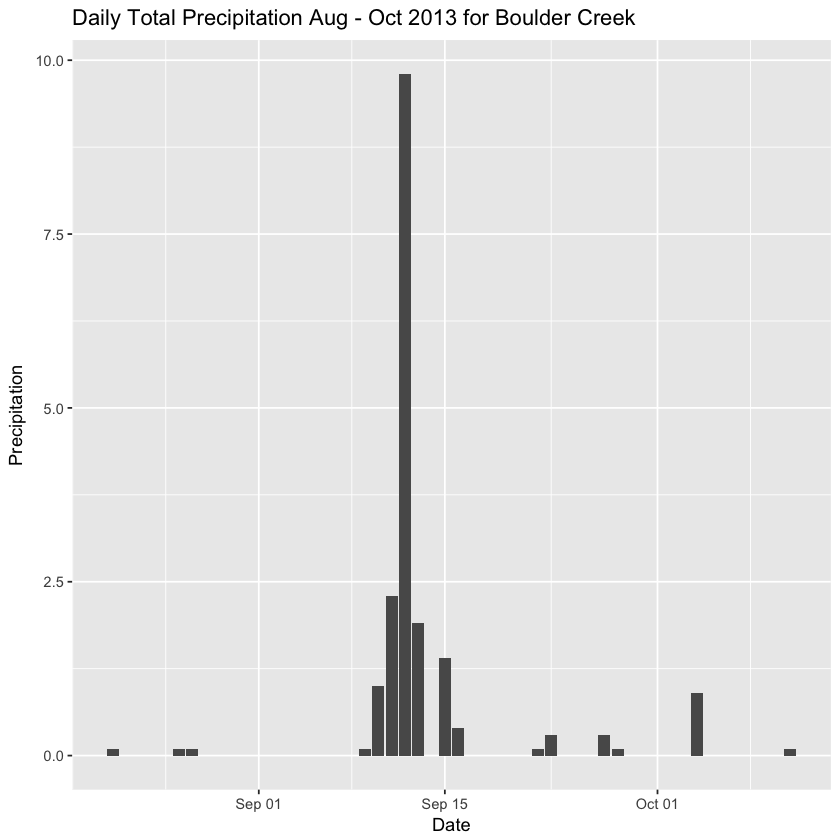 Daily Total Precipitation Aug - Oct 2013 for Boulder Creek
10.0
7.5
5.0
2.5
0.0
Precipitation
Sep 01 Sep 15 Oct 01
Date